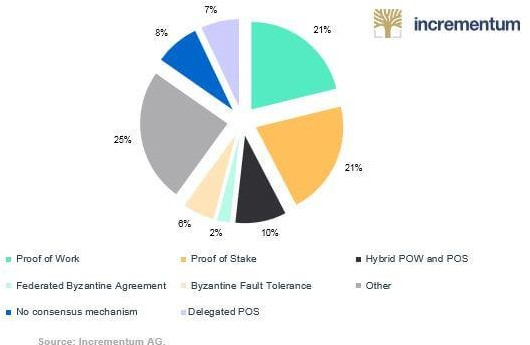 incrementum
7%
21%
8%
25%
21%
6%
2%
10%
Proof of Work
Proof of Stake
Hybrid POW and POS
Federated Byzantine Agreement
Byzantine Fault Tolerance
Other
No consensus mechanism
Delegated POS
Source: Incrementum AG.